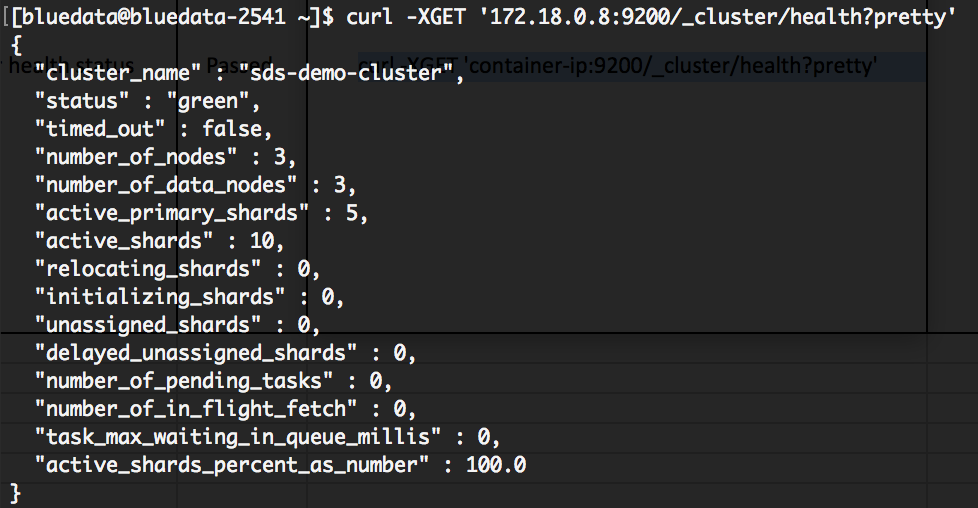 [[bluedata@bluedata-2541 ~]$ curl -XGET '172.18.0.8:9200/_cluster/health?pretty'
{
health status Passed curl -XGET 'container-ip:9200/_cluster/health?pretty'
"cluster_name" : "sds-demo-cluster",
"status" : "green",
"timed_out" : false,
"number_of_nodes" : 3,
"number_of_data_nodes" : 3,
"active_primary_shards" : 5,
"active_shards" : 10,
"relocating_shards" : 0,
"initializing_shards" : 0,
"unassigned_shards" : 0,
"delayed_unassigned_shards" : 0,
"number_of_pending_tasks" : 0,
"number_of_in_flight_fetch" : 0,
"task_max_waiting_in_queue_millis" : 0,
"active_shards_percent_as_number" : 100.0
}